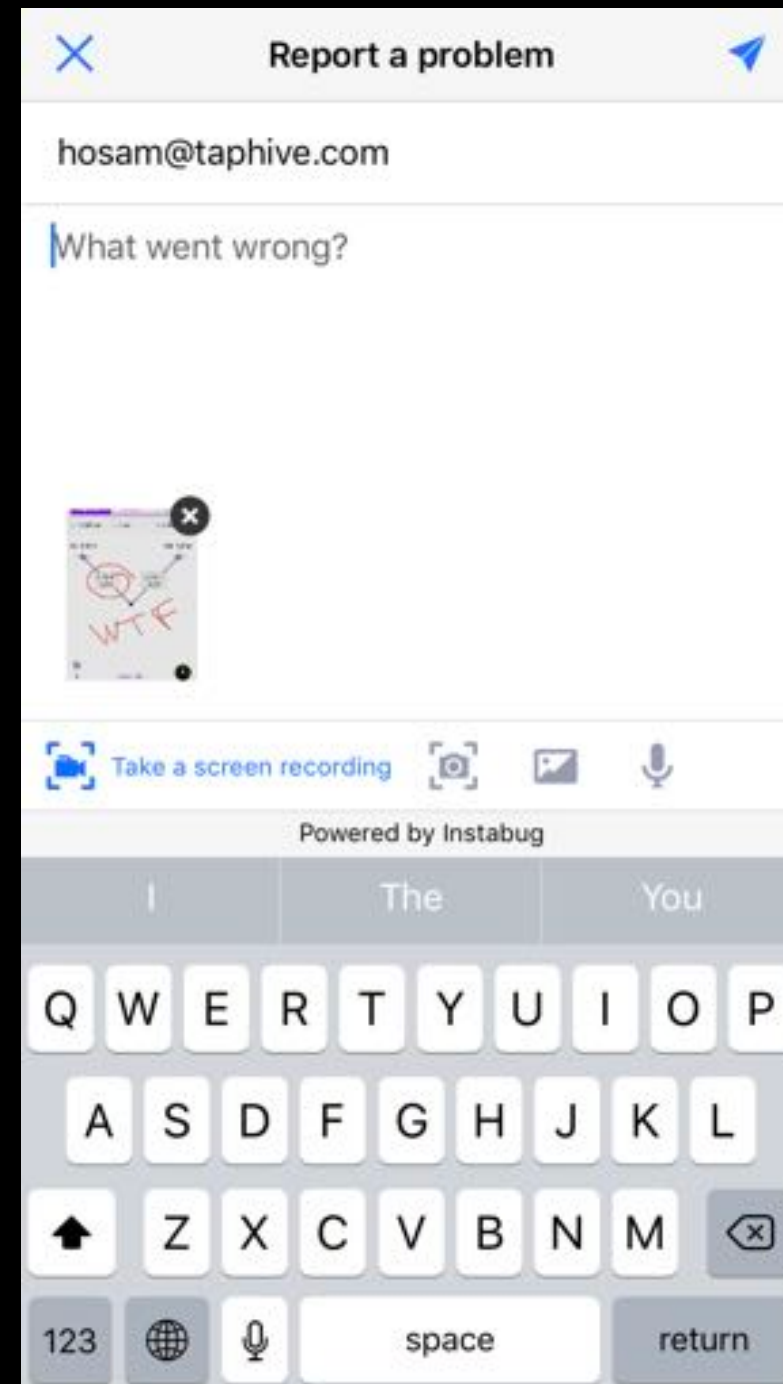 Report a problem
hosam@taphive.com
What went wrong?
WTF
Take a screen recording
Powered by Instabug
I The You
Q W E R T Y U I O P
A S D F G H J K L
Z X C V B N M
123 space return